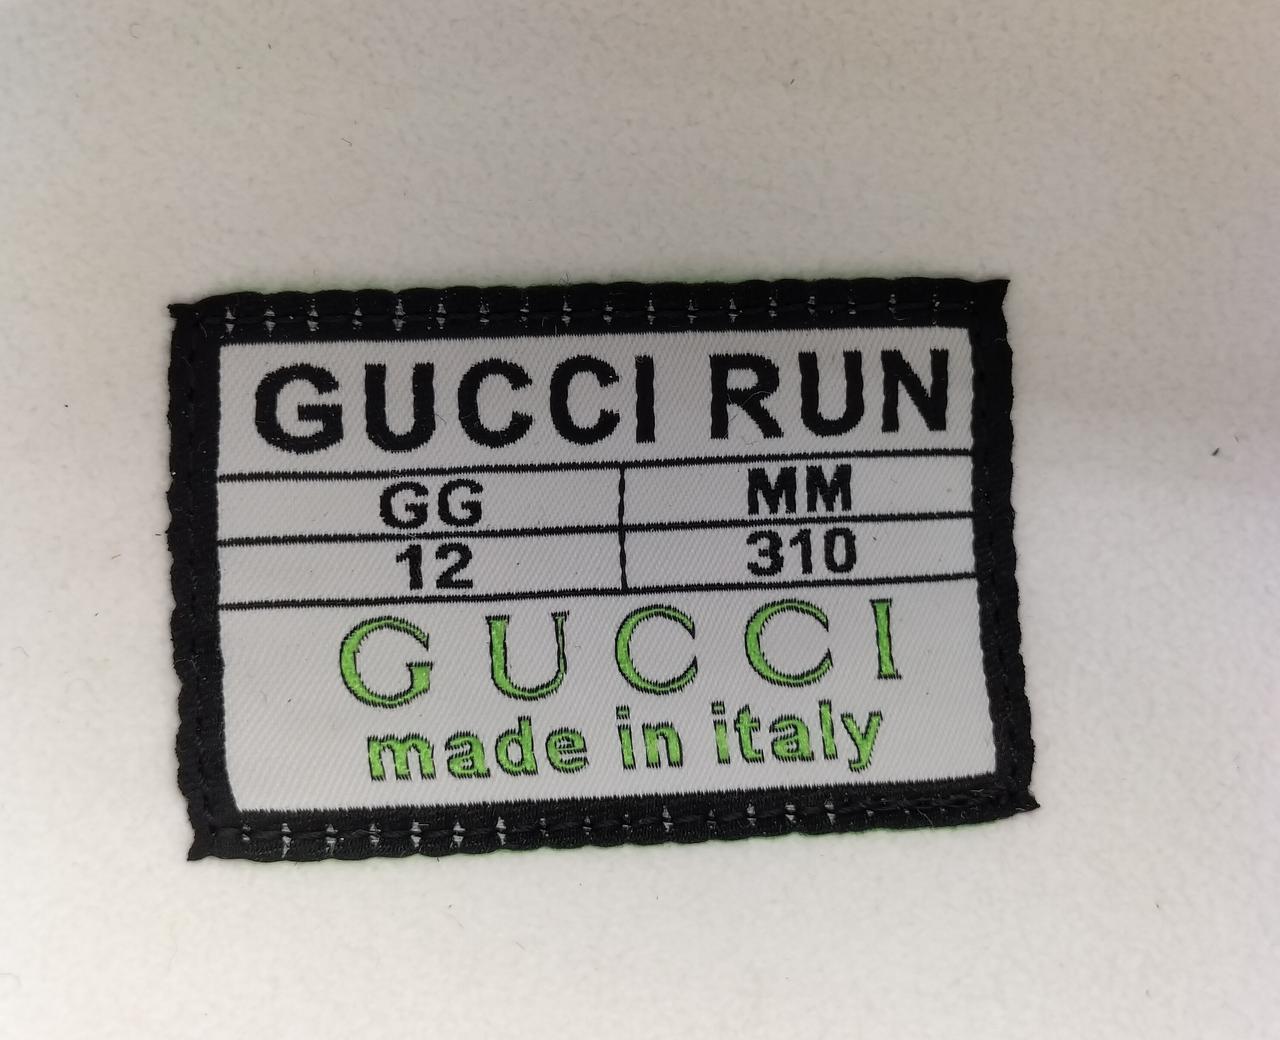 GUCCI RUN
GG MM
12 310
GUCCI
made in italy